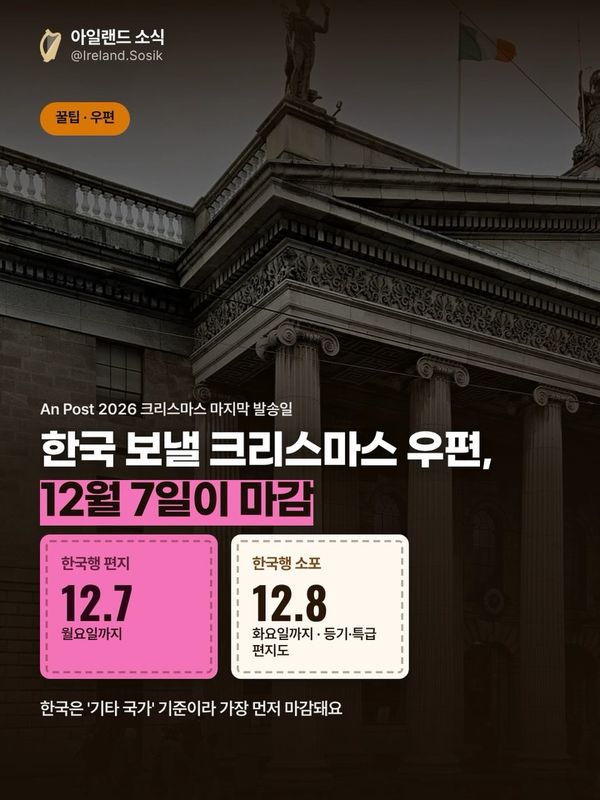 아일랜드 소식
@Ireland.Sosik
꿀팁 · 우편
An Post 2026 크리스마스 마지막 발송일
한국 보낼 크리스마스 우편,
12월 7일이 마감
한국행 편지
12.7
월요일까지
한국행 소포
12.8
화요일까지 · 등기·특급
편지도
한국은 '기타 국가' 기준이라 가장 먼저 마감돼요